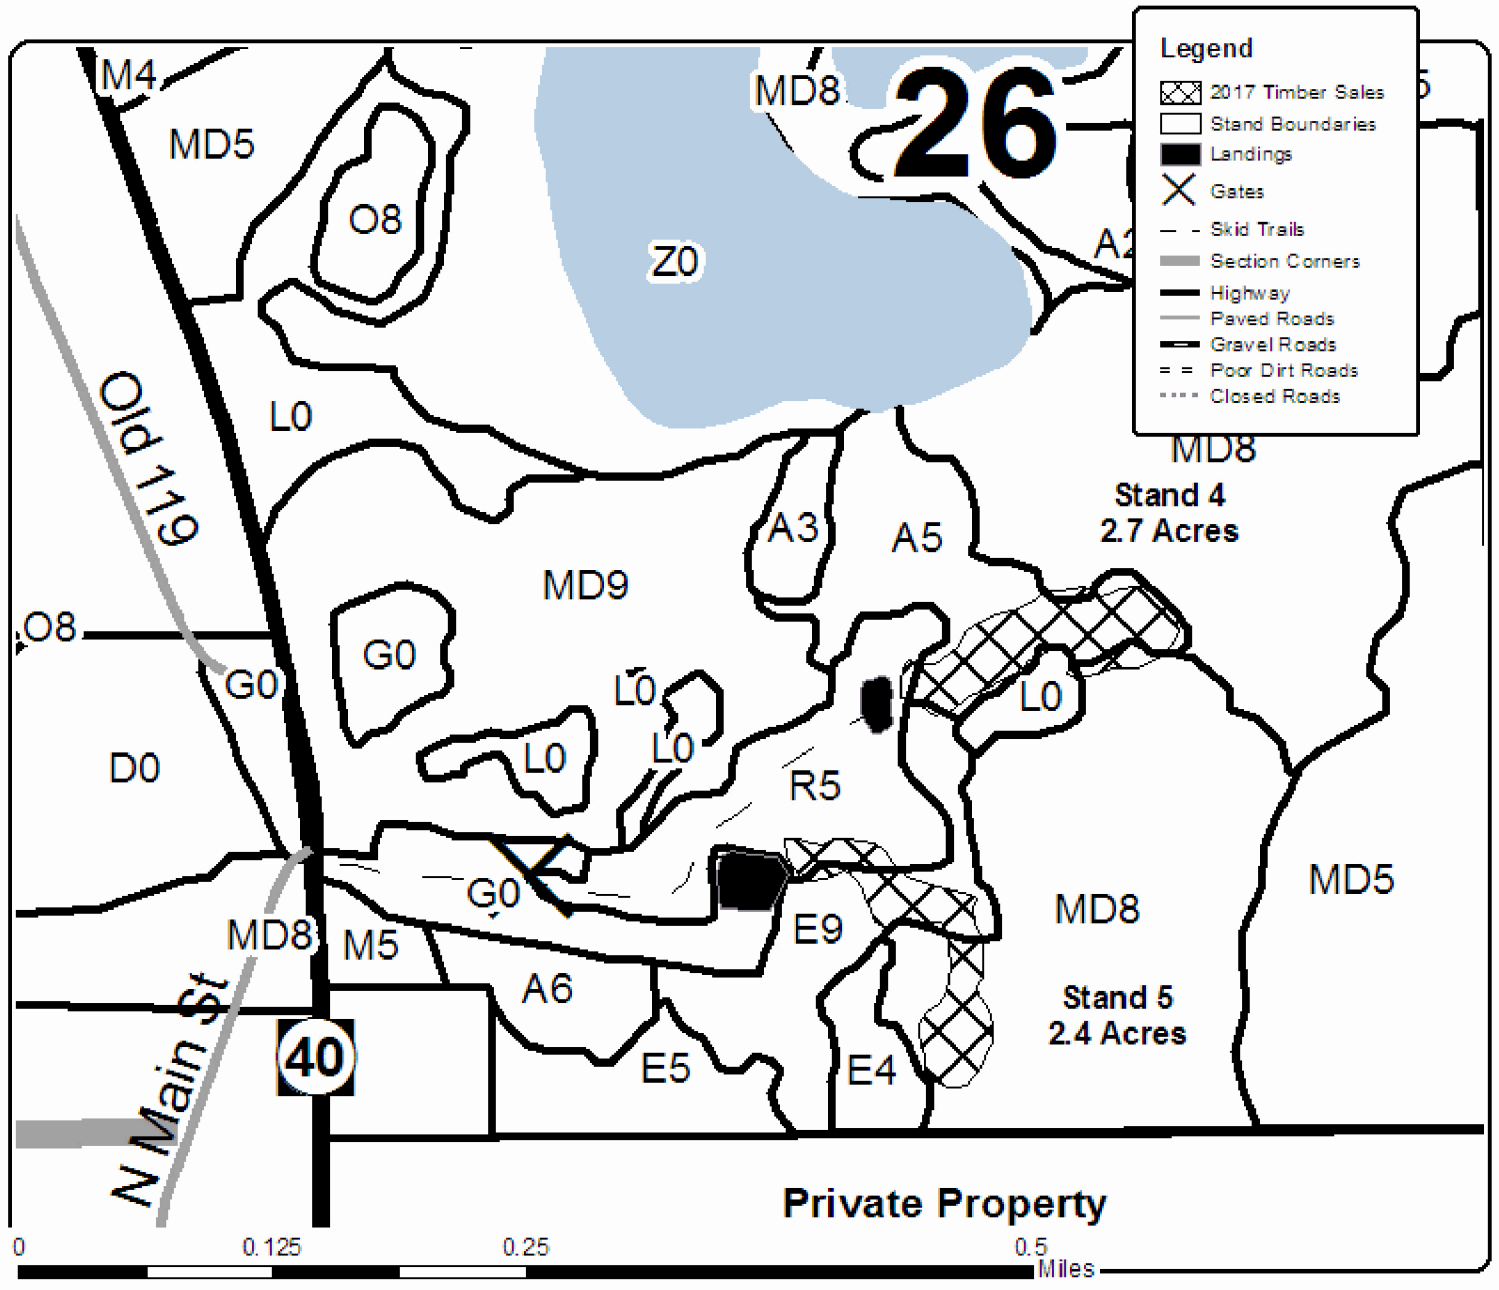 M4
MD8
26
5
Legend
2017 Timber Sales
Stand Boundaries
Landings
Gates
Skid Trails
Section Corners
Highway
Paved Roads
Gravel Roads
Poor Dirt Roads
Closed Roads
MD5
O8
Z0
A2
Old 119
L0
MD8
Stand 4
2.7 Acres
A3
A5
MD9
O8
G0
G0
L0
L0
L0
L0
D0
R5
G0
MD8
M5
A6
E9
MD8
MD5
Stand 5
2.4 Acres
N Main St
40
E5
E4
Private Property
0
0.125
0.25
0.5
Miles